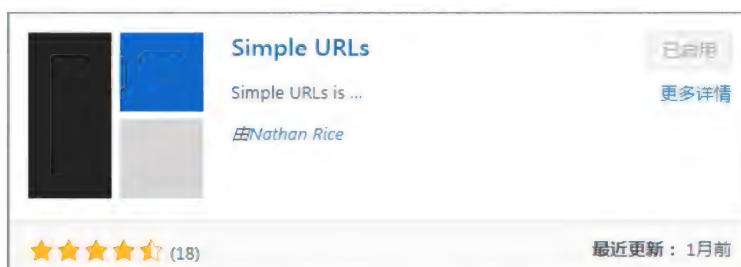 Simple URLs
已启用
Simple URLs is ...
更多详情
由Nathan Rice
(18)
最近更新：1月前